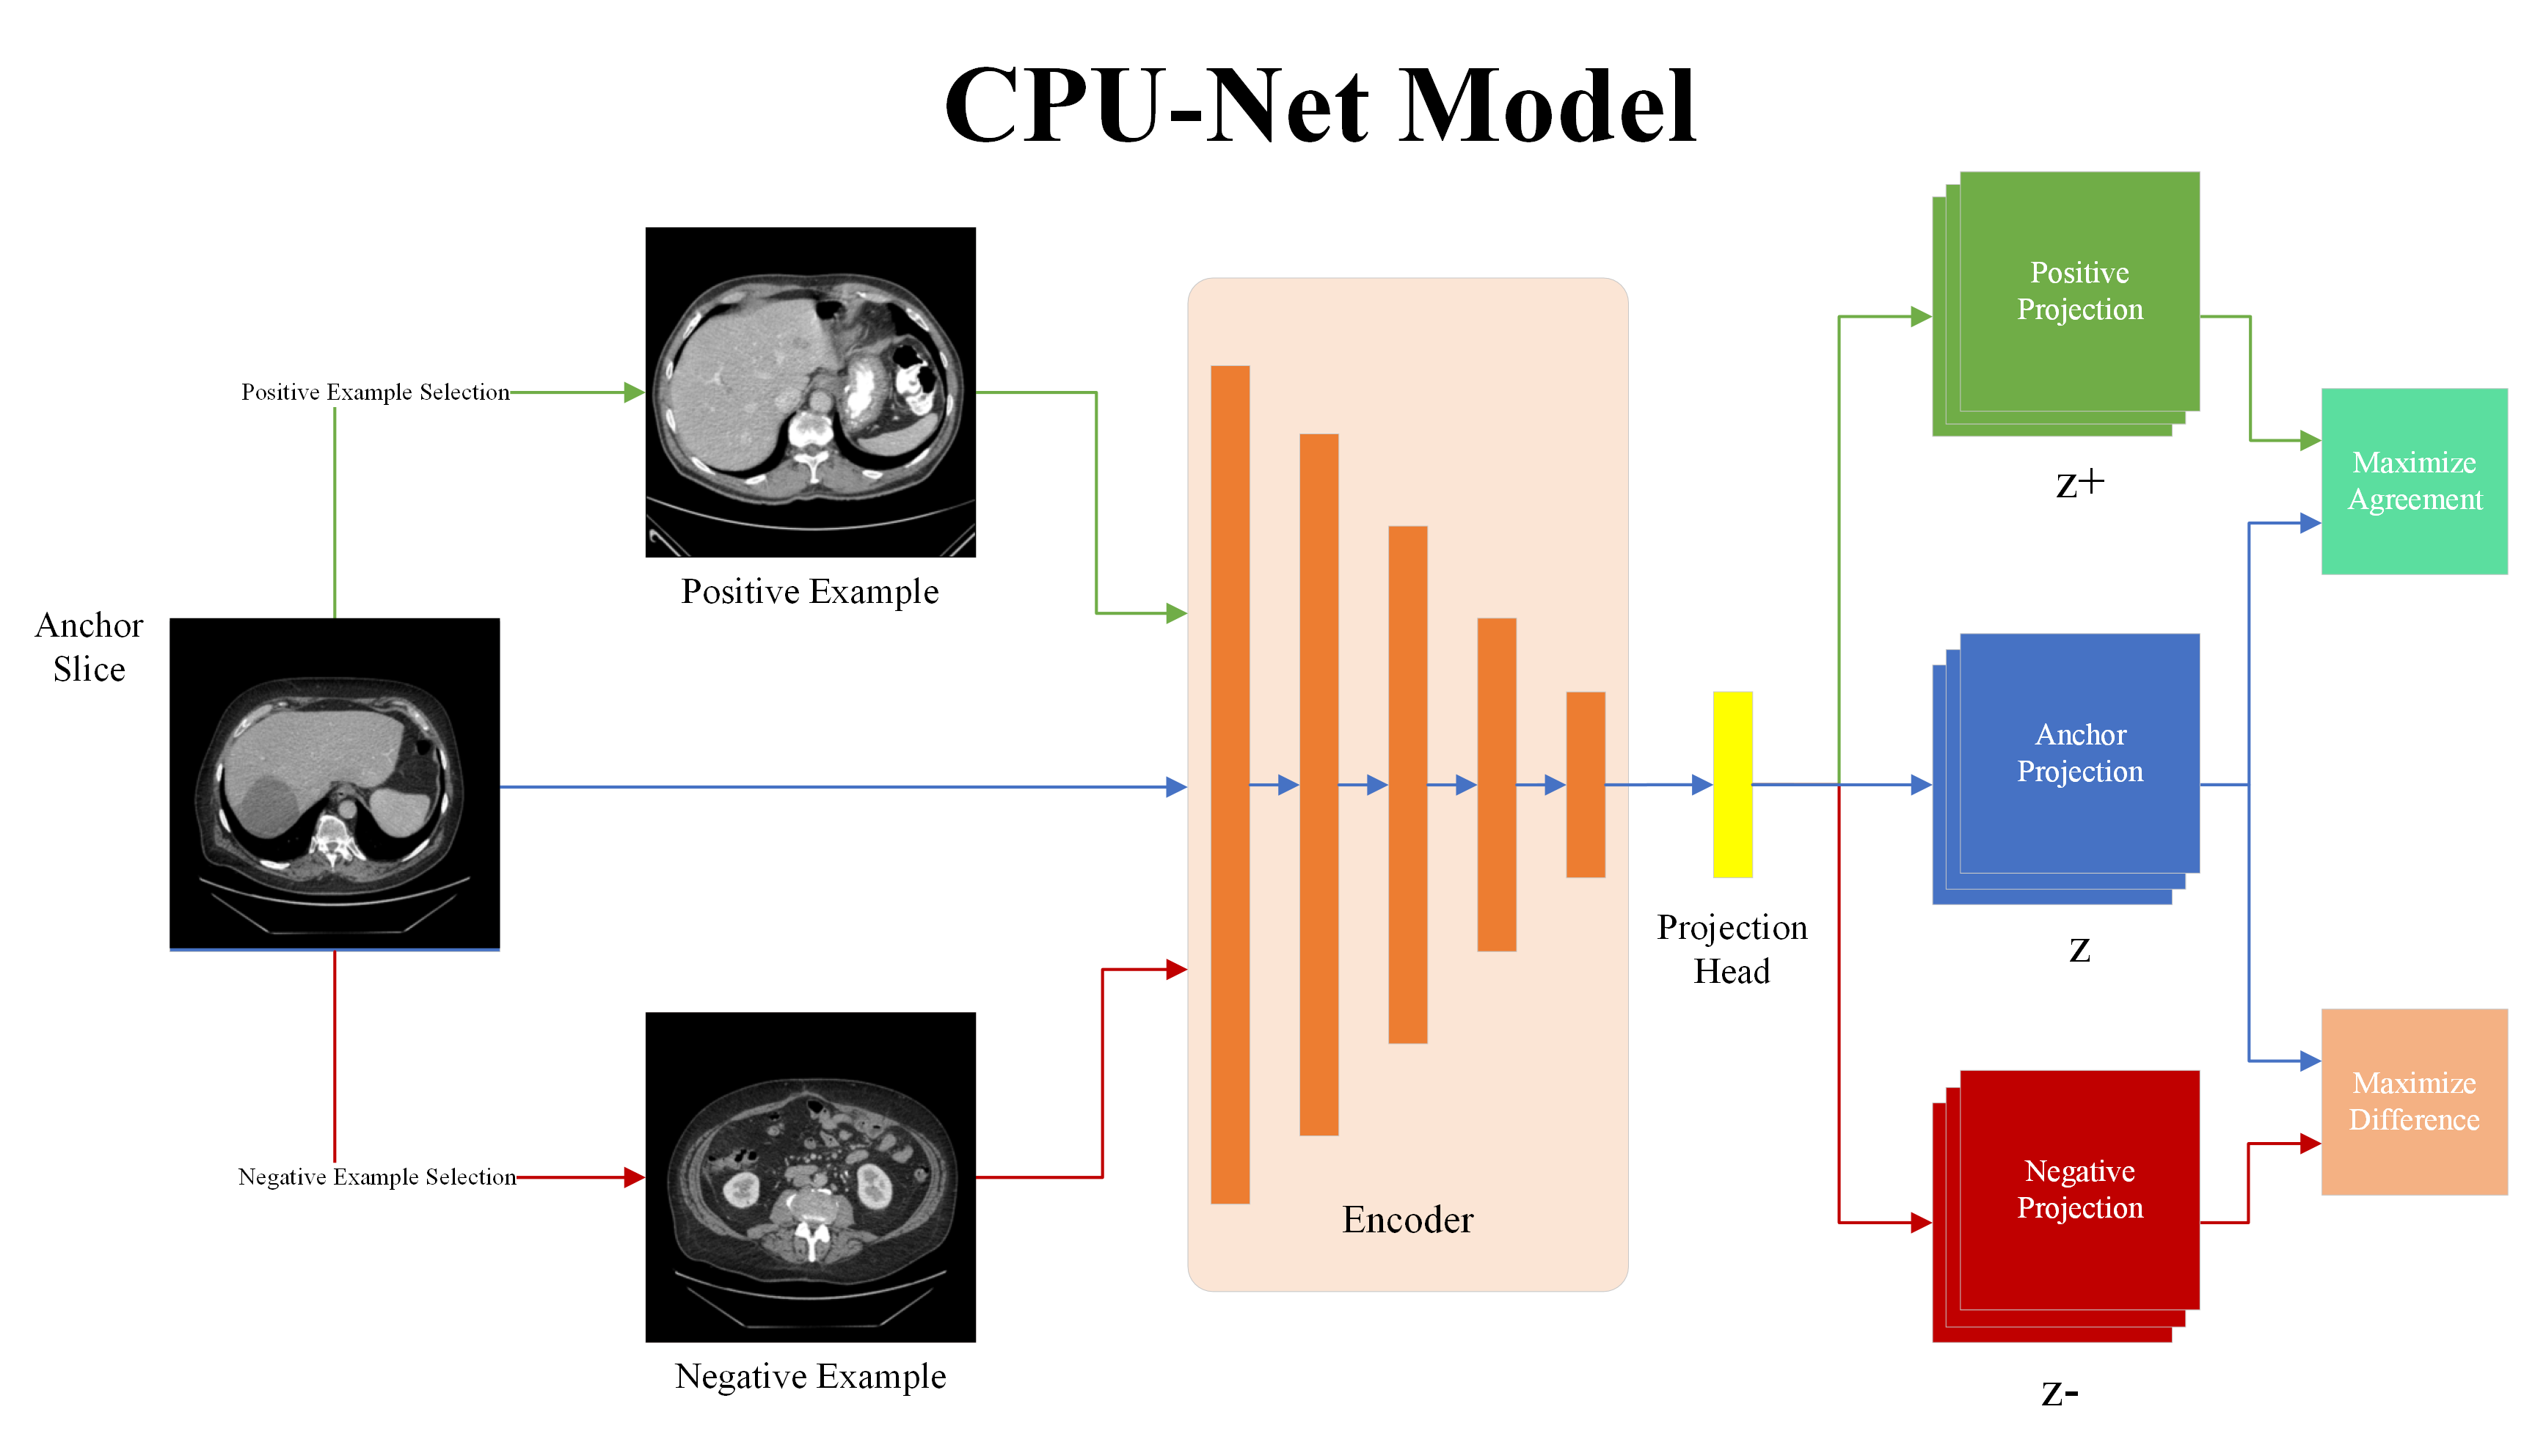 CPU-Net Model
Positive Example Selection
Positive Example
Anchor
Slice
Negative Example Selection
Negative Example
Encoder
Projection
Head
Positive
Projection
z+
Anchor
Projection
z
Negative
Projection
z-
Maximize
Agreement
Maximize
Difference